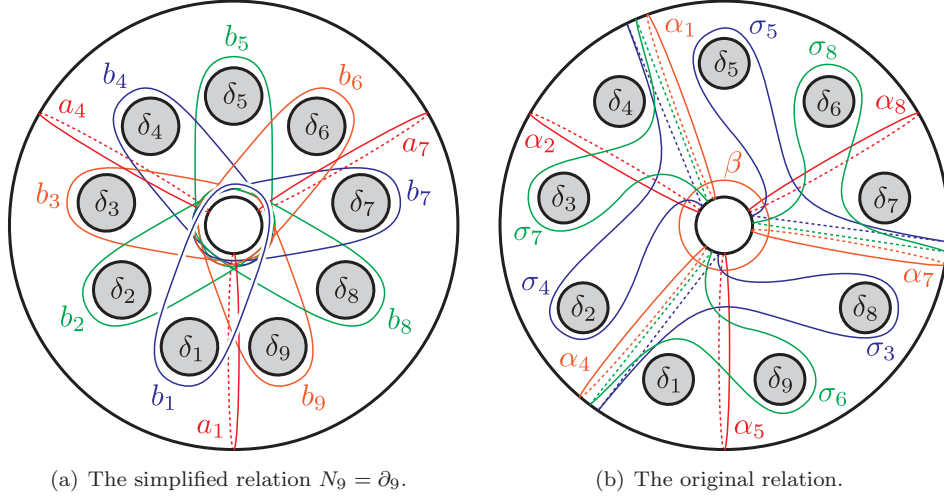 b₅
b₄
b₆
a₄
a₇
δ₅
δ₄
δ₆
b₃
b₇
δ₃
δ₇
δ₂
δ₈
b₂
b₈
δ₁
δ₉
b₁
b₉
a₁
(a) The simplified relation N₉ = ∂₉.
α₁
σ₅
σ₈
δ₅
δ₄
δ₆
α₂
α₈
β
δ₃
δ₇
σ₇
σ₄
α₇
δ₂
δ₈
σ₃
α₄
δ₁
δ₉
σ₆
α₅
(b) The original relation.